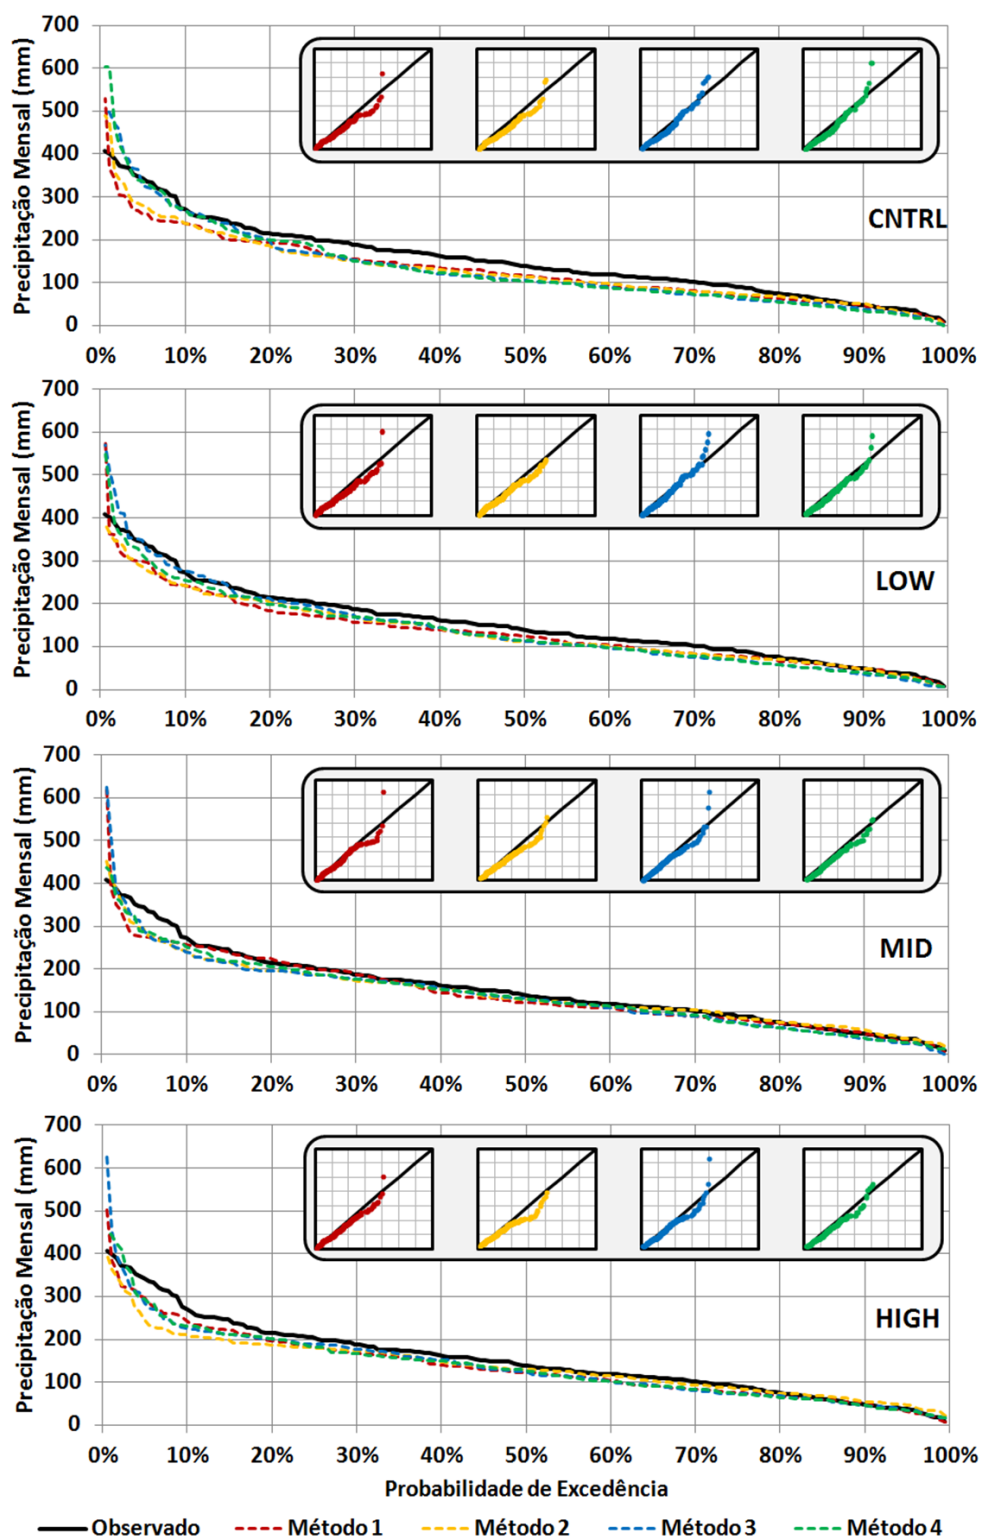 Precipitação Mensal (mm)
700
600
500
400
300
200
100
0
CNTRL
0% 10% 20% 30% 40% 50% 60% 70% 80% 90% 100%
Precipitação Mensal (mm)
700
600
500
400
300
200
100
0
LOW
0% 10% 20% 30% 40% 50% 60% 70% 80% 90% 100%
Precipitação Mensal (mm)
700
600
500
400
300
200
100
0
MID
0% 10% 20% 30% 40% 50% 60% 70% 80% 90% 100%
Precipitação Mensal (mm)
700
600
500
400
300
200
100
0
HIGH
0% 10% 20% 30% 40% 50% 60% 70% 80% 90% 100%
Probabilidade de Excedência
Observado Método 1 Método 2 Método 3 Método 4